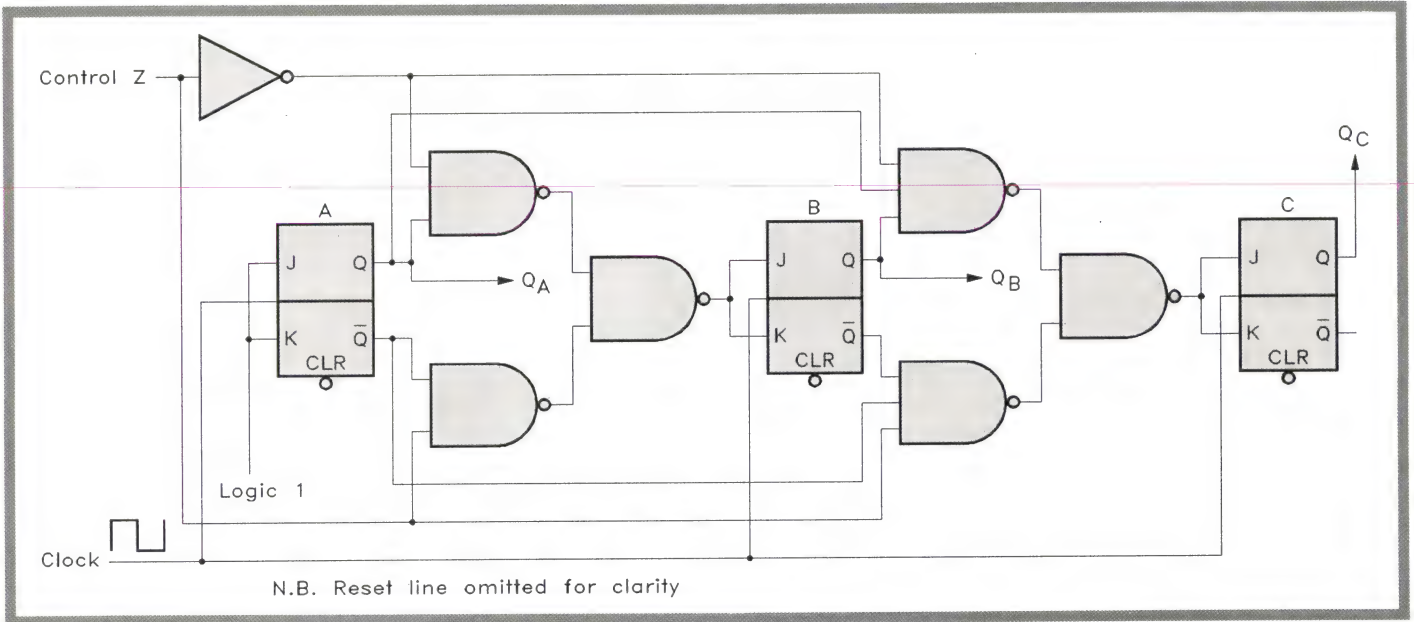 Control Z
Q_C
A
B
C
J Q
Q_A
J Q
Q_B
J Q
K Q̅
CLR
K Q̅
CLR
K Q̅
CLR
Logic 1
Clock
N.B. Reset line omitted for clarity